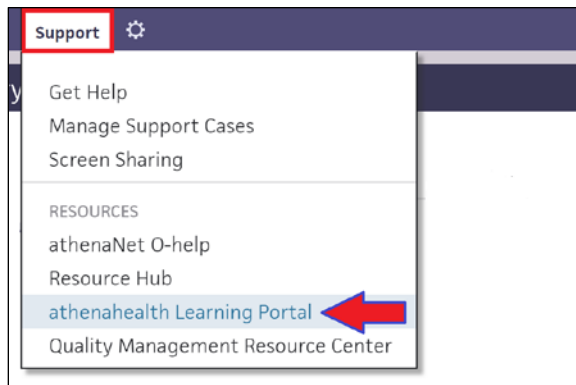 Support
y
Get Help
Manage Support Cases
Screen Sharing
RESOURCES
athenaNet O-help
Resource Hub
athenahealth Learning Portal
Quality Management Resource Center